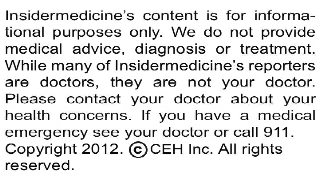 Insidermedicine's content is for informa-
tional purposes only. We do not provide
medical advice, diagnosis or treatment.
While many of Insidermedicine's reporters
are doctors, they are not your doctor.
Please contact your doctor about your
health concerns. If you have a medical
emergency see your doctor or call 911.
Copyright 2012. ©CEH Inc. All rights
reserved.